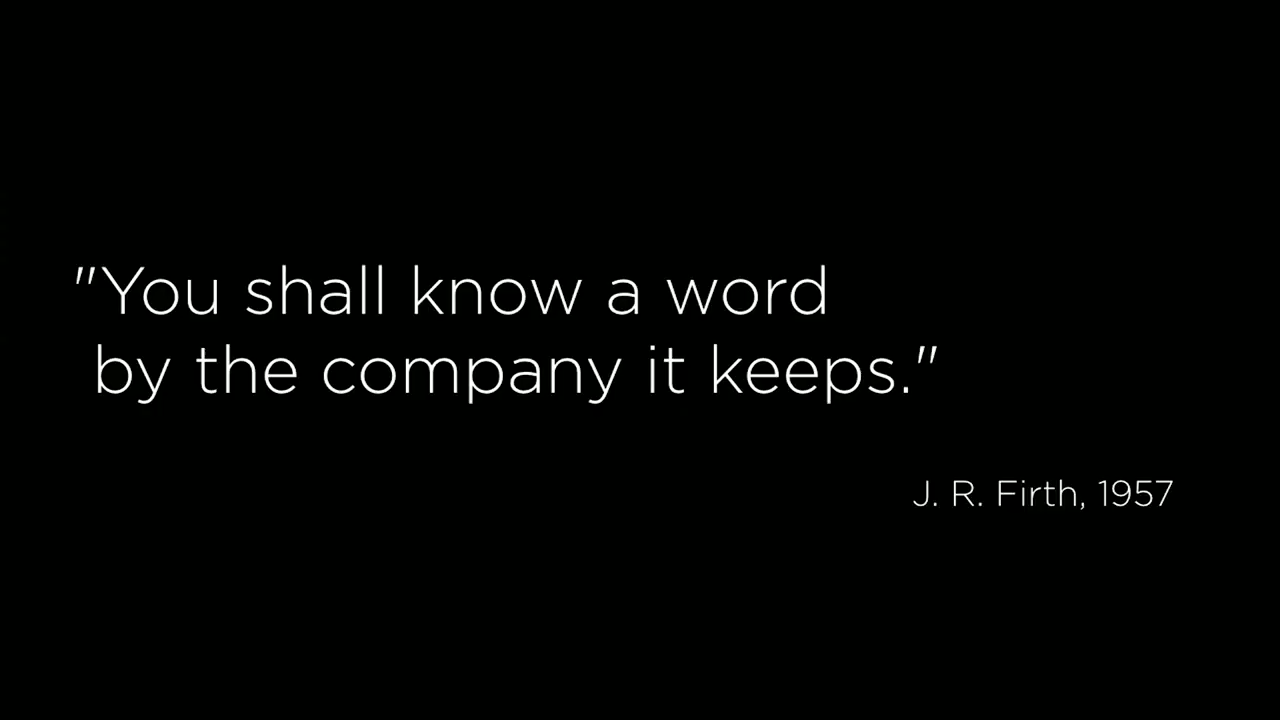 "You shall know a word
by the company it keeps."
J. R. Firth, 1957